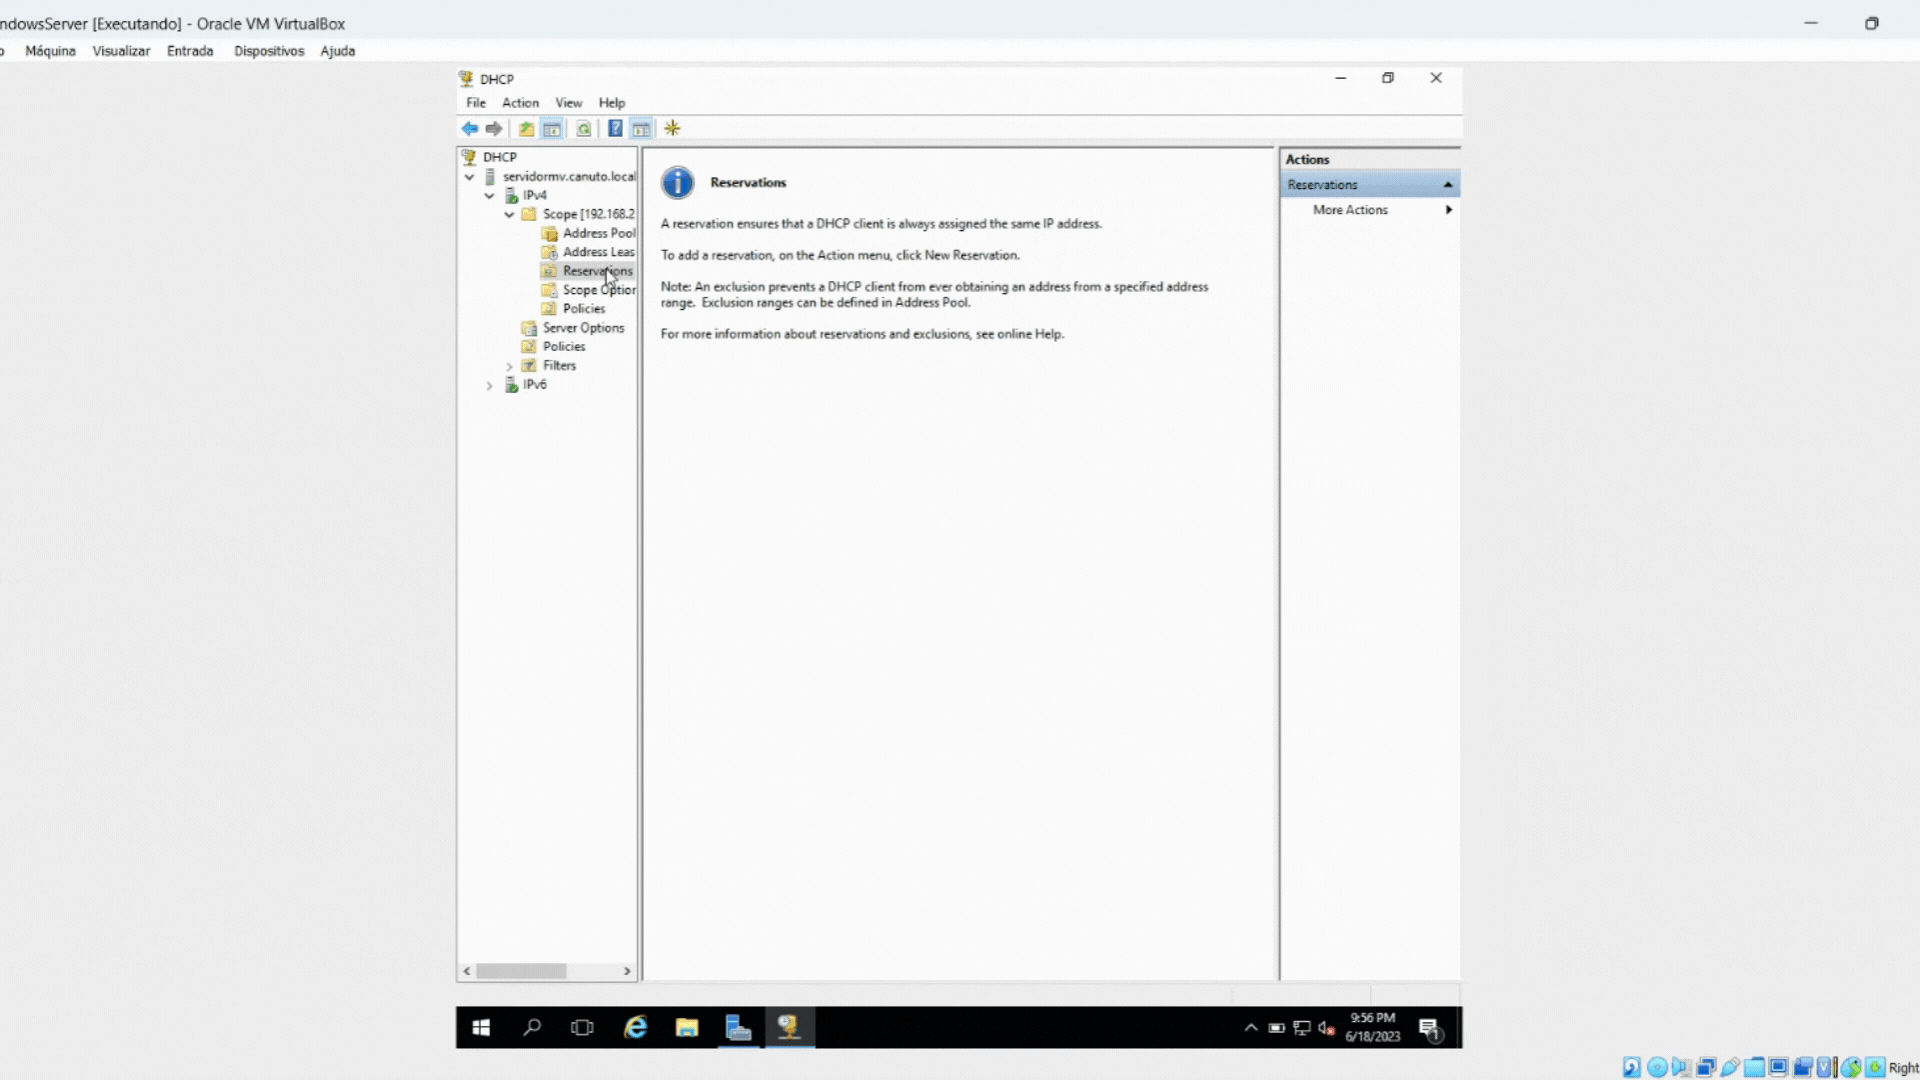 ndowsServer [Executando] - Oracle VM VirtualBox
Máquina Visualizar Entrada Dispositivos Ajuda
DHCP
File Action View Help
DHCP
servidormv.canuto.local
IPv4
Scope [192.168.2
Address Pool
Address Leas
Reservations
Scope Option
Policies
Server Options
Policies
Filters
IPv6
Reservations
A reservation ensures that a DHCP client is always assigned the same IP address.
To add a reservation, on the Action menu, click New Reservation.
Note: An exclusion prevents a DHCP client from ever obtaining an address from a specified address
range. Exclusion ranges can be defined in Address Pool.
For more information about reservations and exclusions, see online Help.
Actions
Reservations
More Actions
9:56 PM
6/18/2023
1
Right